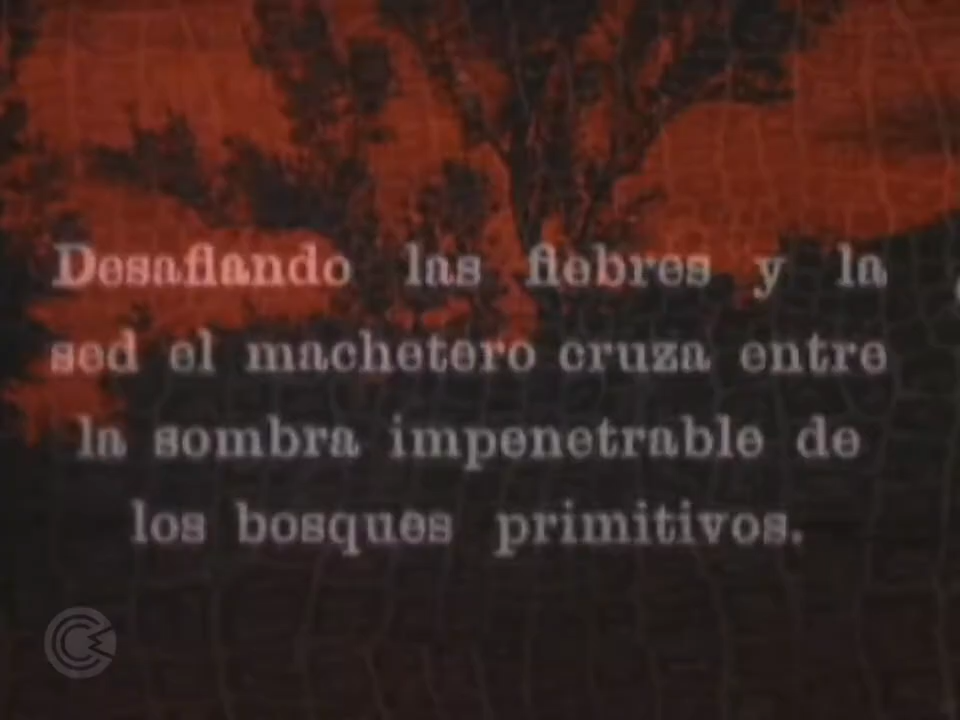 Desafiando las fiebres y la
sed el machetero cruza entre
la sombra impenetrable de
los bosques primitivos.